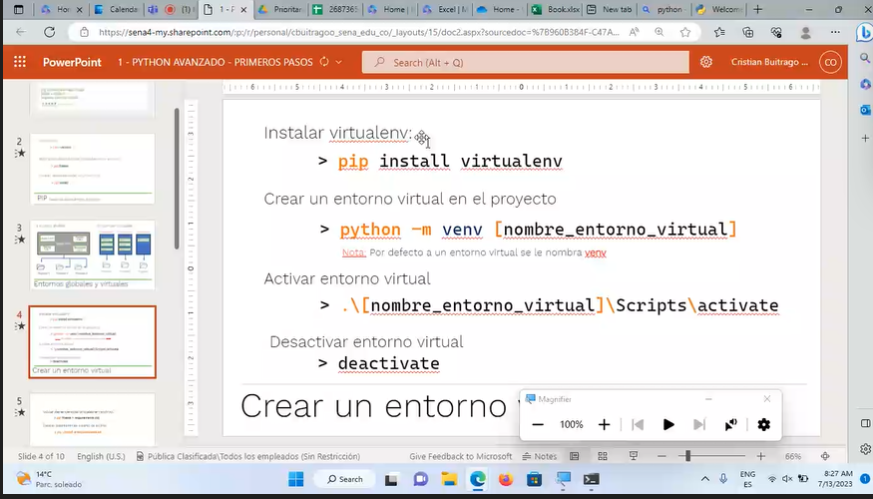 Calenda
1 - F
Prioritar
2687365
Home |
Excel | M
Home -
Book.xlsx
New tab
python
Welcome
https://sena4-my.sharepoint.com/:p:/r/personal/cbuitragoo_sena_edu_co/_layouts/15/doc2.aspx?sourcedoc=%7B960B384F-C47A...
PowerPoint
1 - PYTHON AVANZADO - PRIMEROS PASOS
Search (Alt + Q)
Cristian Buitrago ...
CO
2
PIP
3
Entornos globales y virtuales
4
Crear un entorno virtual
5
Instalar virtualenv:
> pip install virtualenv
Crear un entorno virtual en el proyecto
> python -m venv [nombre_entorno_virtual]
Nota: Por defecto a un entorno virtual se le nombra venv
Activar entorno virtual
> .\[nombre_entorno_virtual]\Scripts\activate
Desactivar entorno virtual
> deactivate
Crear un entorno
Magnifier
100%
Slide 4 of 10
English (U.S.)
Pública Clasificada\Todos los empleados (Sin Restricción)
Give Feedback to Microsoft
Notes
66%
14°C
Parc. soleado
Search
ENG
ES
8:27 AM
7/13/2023